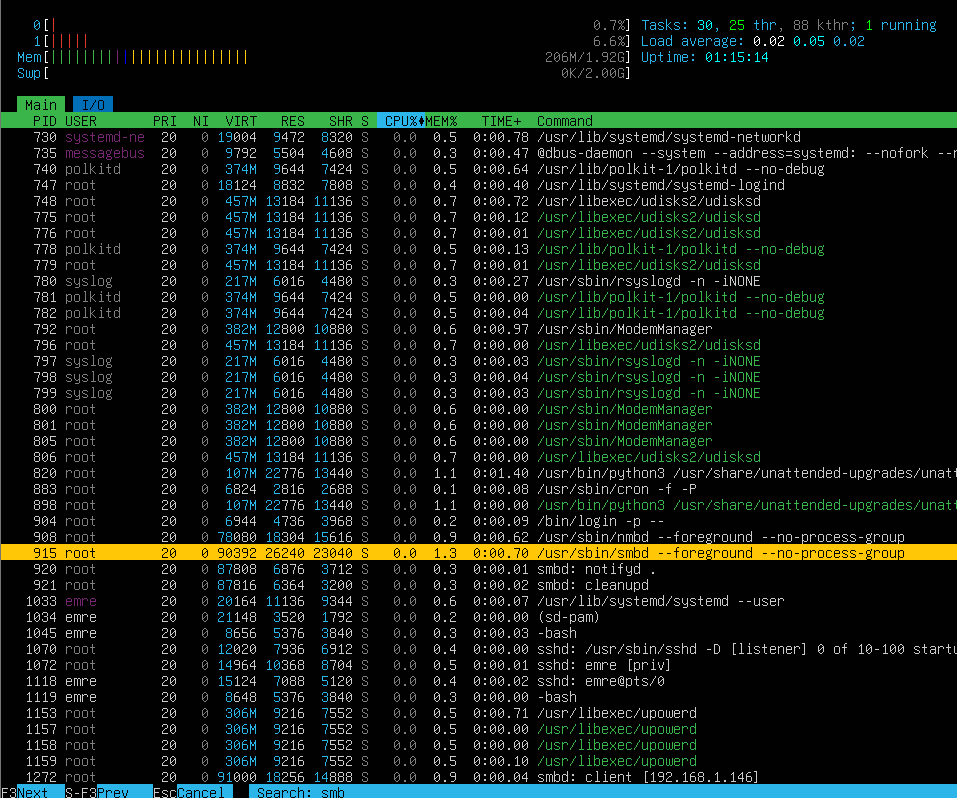 0[| 0.7%] Tasks: 30, 25 thr, 88 kthr; 1 running
1[||||| 6.6%] Load average: 0.02 0.05 0.02
Mem[||||||||||||||||||||||||| 206M/1.92G] Uptime: 01:15:14
Swp[ 0K/2.00G]
Main I/O
PID USER PRI NI VIRT RES SHR S CPU% MEM% TIME+ Command
730 systemd-ne 20 0 19004 9472 8320 S 0.0 0.5 0:00.78 /usr/lib/systemd/systemd-networkd
735 messagebus 20 0 9792 5504 4608 S 0.0 0.3 0:00.47 @dbus-daemon --system --address=systemd: --nofork --n
740 polkitd 20 0 374M 9644 7424 S 0.0 0.5 0:00.64 /usr/lib/polkit-1/polkitd --no-debug
747 root 20 0 18124 8832 7808 S 0.0 0.4 0:00.40 /usr/lib/systemd/systemd-logind
748 root 20 0 457M 13184 11136 S 0.0 0.7 0:00.72 /usr/libexec/udisks2/udisksd
775 root 20 0 457M 13184 11136 S 0.0 0.7 0:00.12 /usr/libexec/udisks2/udisksd
776 root 20 0 457M 13184 11136 S 0.0 0.7 0:00.01 /usr/libexec/udisks2/udisksd
778 polkitd 20 0 374M 9644 7424 S 0.0 0.5 0:00.13 /usr/lib/polkit-1/polkitd --no-debug
779 root 20 0 457M 13184 11136 S 0.0 0.7 0:00.01 /usr/libexec/udisks2/udisksd
780 syslog 20 0 217M 6016 4480 S 0.0 0.3 0:00.27 /usr/sbin/rsyslogd -n -iNONE
781 polkitd 20 0 374M 9644 7424 S 0.0 0.5 0:00.00 /usr/lib/polkit-1/polkitd --no-debug
782 polkitd 20 0 374M 9644 7424 S 0.0 0.5 0:00.04 /usr/lib/polkit-1/polkitd --no-debug
792 root 20 0 382M 12800 10880 S 0.0 0.6 0:00.97 /usr/sbin/ModemManager
796 root 20 0 457M 13184 11136 S 0.0 0.7 0:00.00 /usr/libexec/udisks2/udisksd
797 syslog 20 0 217M 6016 4480 S 0.0 0.3 0:00.03 /usr/sbin/rsyslogd -n -iNONE
798 syslog 20 0 217M 6016 4480 S 0.0 0.3 0:00.04 /usr/sbin/rsyslogd -n -iNONE
799 syslog 20 0 217M 6016 4480 S 0.0 0.3 0:00.03 /usr/sbin/rsyslogd -n -iNONE
800 root 20 0 382M 12800 10880 S 0.0 0.6 0:00.00 /usr/sbin/ModemManager
801 root 20 0 382M 12800 10880 S 0.0 0.6 0:00.00 /usr/sbin/ModemManager
805 root 20 0 382M 12800 10880 S 0.0 0.6 0:00.00 /usr/sbin/ModemManager
806 root 20 0 457M 13184 11136 S 0.0 0.7 0:00.00 /usr/libexec/udisks2/udisksd
820 root 20 0 107M 22776 13440 S 0.0 1.1 0:01.40 /usr/bin/python3 /usr/share/unattended-upgrades/unatt
883 root 20 0 6824 2816 2688 S 0.0 0.1 0:00.08 /usr/sbin/cron -f -P
898 root 20 0 107M 22776 13440 S 0.0 1.1 0:00.00 /usr/bin/python3 /usr/share/unattended-upgrades/unatt
904 root 20 0 6944 4736 3968 S 0.0 0.2 0:00.09 /bin/login -p --
908 root 20 0 78080 18304 15616 S 0.0 0.9 0:00.62 /usr/sbin/nmbd --foreground --no-process-group
915 root 20 0 90392 26240 23040 S 0.0 1.3 0:00.70 /usr/sbin/smbd --foreground --no-process-group
920 root 20 0 87808 6876 3712 S 0.0 0.3 0:00.01 smbd: notifyd .
921 root 20 0 87816 6364 3200 S 0.0 0.3 0:00.02 smbd: cleanupd
1033 emre 20 0 20164 11136 9344 S 0.0 0.6 0:00.07 /usr/lib/systemd/systemd --user
1034 emre 20 0 21148 3520 1792 S 0.0 0.2 0:00.00 (sd-pam)
1045 emre 20 0 8656 5376 3840 S 0.0 0.3 0:00.03 -bash
1070 root 20 0 12020 7936 6912 S 0.0 0.4 0:00.00 sshd: /usr/sbin/sshd -D [listener] 0 of 10-100 startu
1072 root 20 0 14964 10368 8704 S 0.0 0.5 0:00.01 sshd: emre [priv]
1118 emre 20 0 15124 7088 5120 S 0.0 0.4 0:00.02 sshd: emre@pts/0
1119 emre 20 0 8648 5376 3840 S 0.0 0.3 0:00.00 -bash
1153 root 20 0 306M 9216 7552 S 0.0 0.5 0:00.71 /usr/libexec/upowerd
1157 root 20 0 306M 9216 7552 S 0.0 0.5 0:00.00 /usr/libexec/upowerd
1158 root 20 0 306M 9216 7552 S 0.0 0.5 0:00.00 /usr/libexec/upowerd
1159 root 20 0 306M 9216 7552 S 0.0 0.5 0:00.10 /usr/libexec/upowerd
1272 root 20 0 91000 18256 14888 S 0.0 0.9 0:00.04 smbd: client [192.168.1.146]
F3Next S-F3Prev EscCancel Search: smb